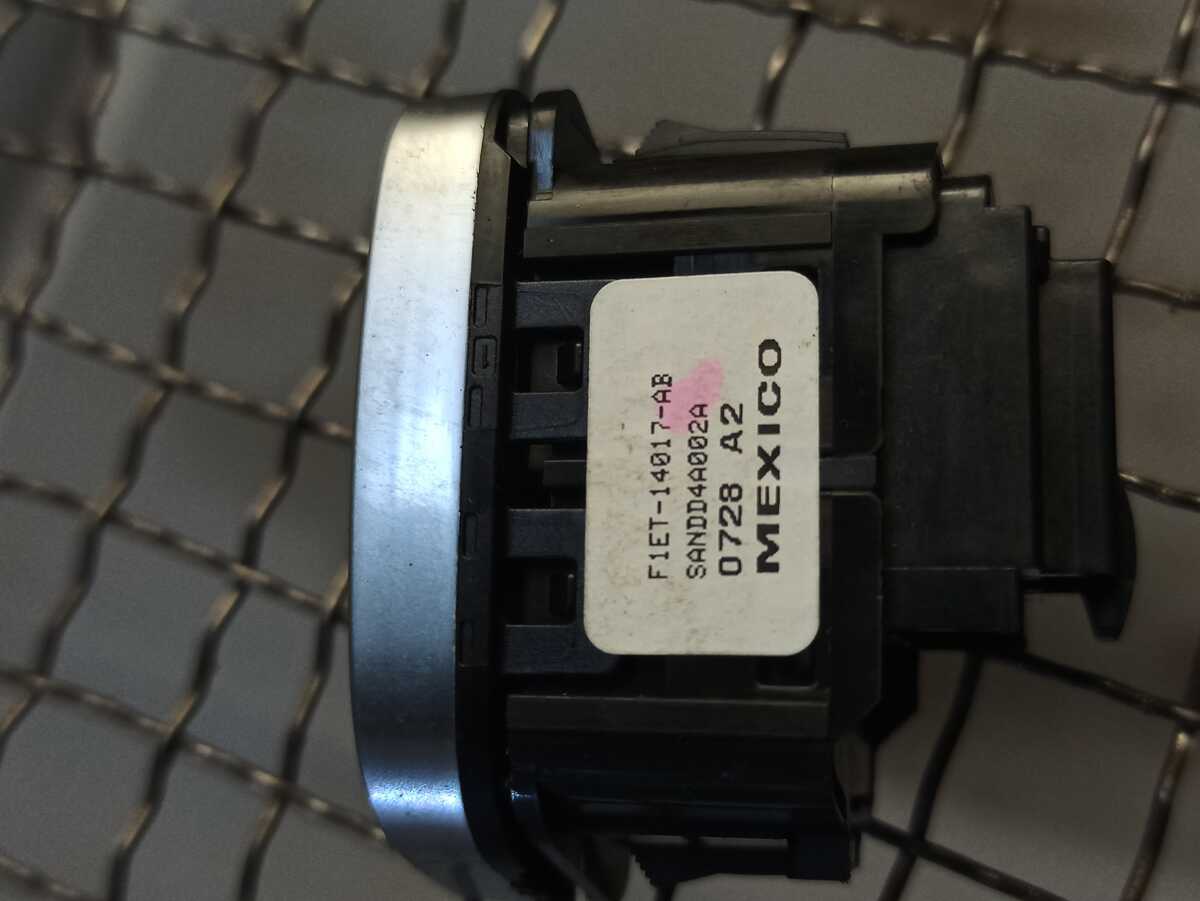 F1ET-14017-AB
SANDD4A002A
0728 A2
MEXICO